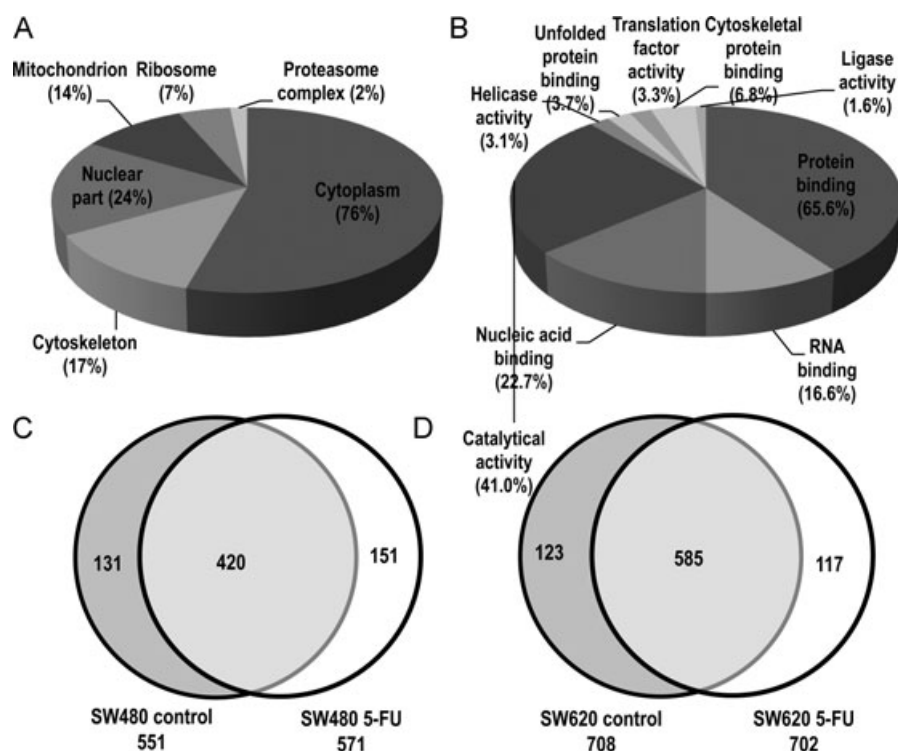 A
Mitochondrion
(14%)
Ribosome
(7%)
Proteasome
complex (2%)
Nuclear
part (24%)
Cytoplasm
(76%)
Cytoskeleton
(17%)
B
Unfolded
protein
binding
(3.7%)
Translation
factor
activity
(3.3%)
Cytoskeletal
protein
binding
(6.8%)
Ligase
activity
(1.6%)
Helicase
activity
(3.1%)
Protein
binding
(65.6%)
Nucleic acid
binding
(22.7%)
RNA
binding
(16.6%)
Catalytical
activity
(41.0%)
C
131
420
151
SW480 control
551
SW480 5-FU
571
D
123
585
117
SW620 control
708
SW620 5-FU
702